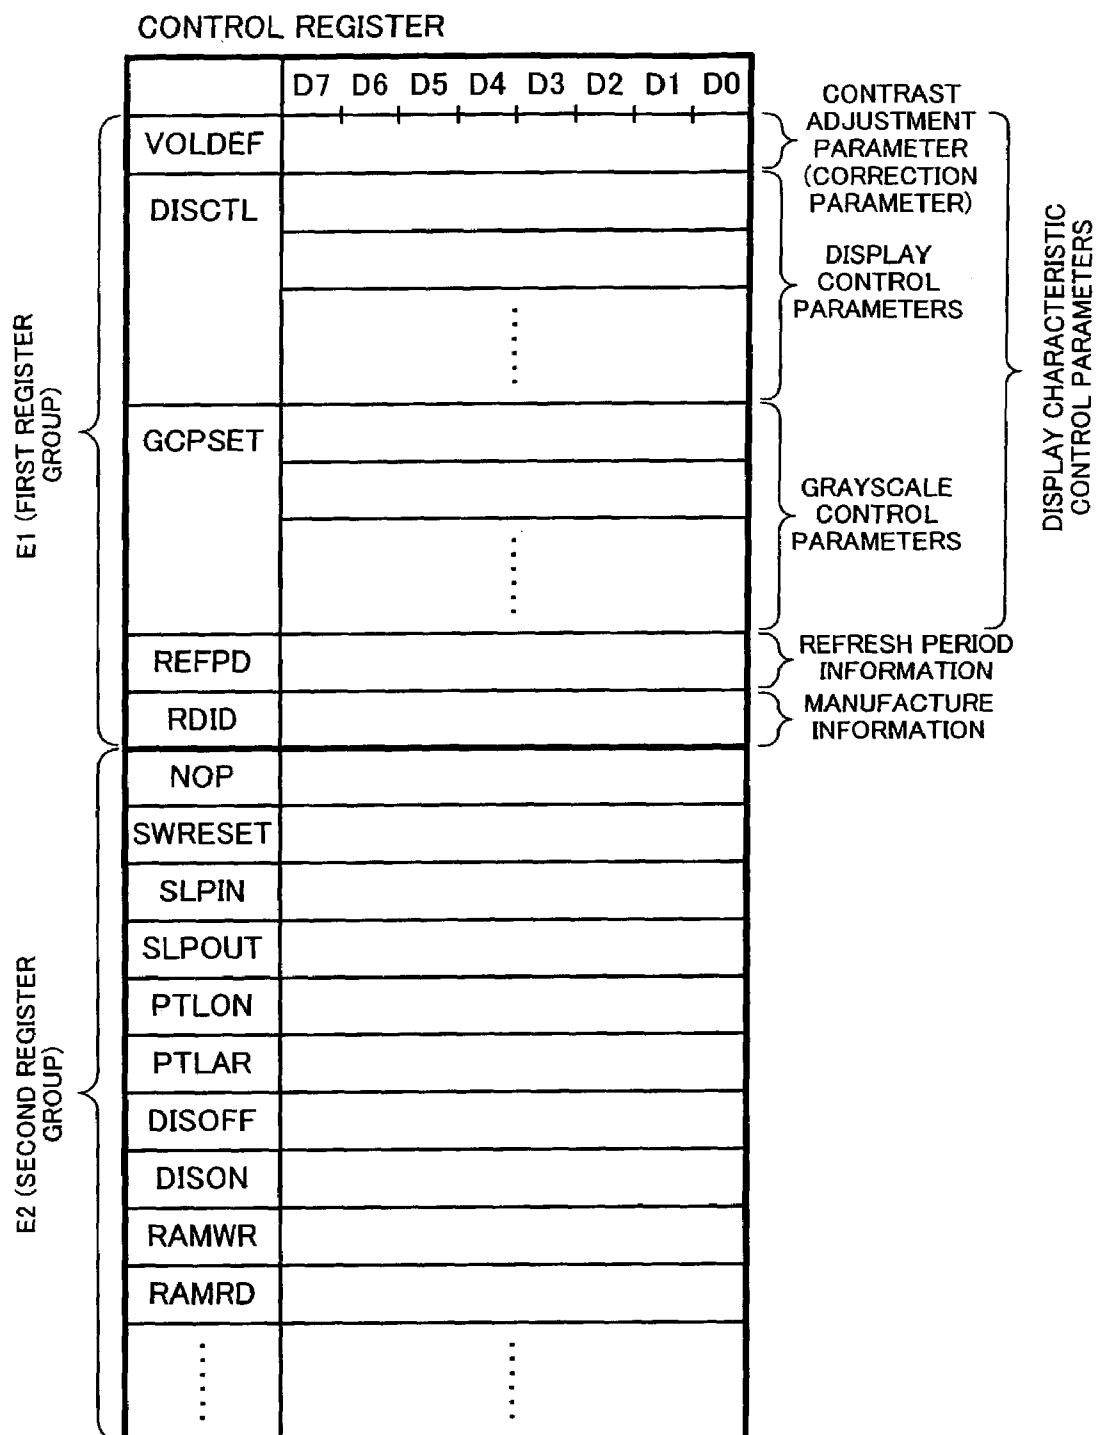 CONTROL REGISTER
D7 D6 D5 D4 D3 D2 D1 D0
VOLDEF
DISCTL
GCPSET
REFPD
RDID
NOP
SWRESET
SLPIN
SLPOUT
PTLON
PTLAR
DISOFF
DISON
RAMWR
RAMRD
E1 (FIRST REGISTER
GROUP)
E2 (SECOND REGISTER
GROUP)
CONTRAST
ADJUSTMENT
PARAMETER
(CORRECTION
PARAMETER)
DISPLAY
CONTROL
PARAMETERS
GRAYSCALE
CONTROL
PARAMETERS
REFRESH PERIOD
INFORMATION
MANUFACTURE
INFORMATION
DISPLAY CHARACTERISTIC
CONTROL PARAMETERS